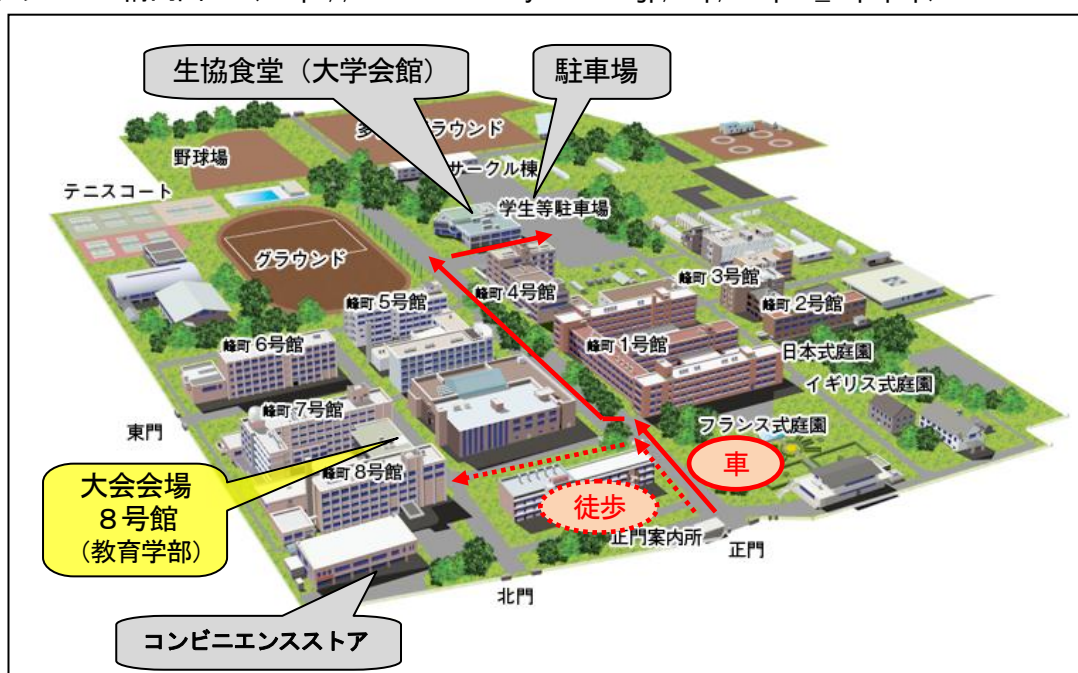 生協食堂（大学会館）
駐車場
ラウンド
野球場
サークル棟
テニスコート
学生等駐車場
グラウンド
峰町3号館
峰町4号館
峰町2号館
峰町5号館
峰町6号館
峰町1号館
日本式庭園
イギリス式庭園
峰町7号館
フランス式庭園
東門
車
峰町8号館
大会会場
８号館
（教育学部）
徒歩
正門案内所
正門
北門
コンビニエンスストア